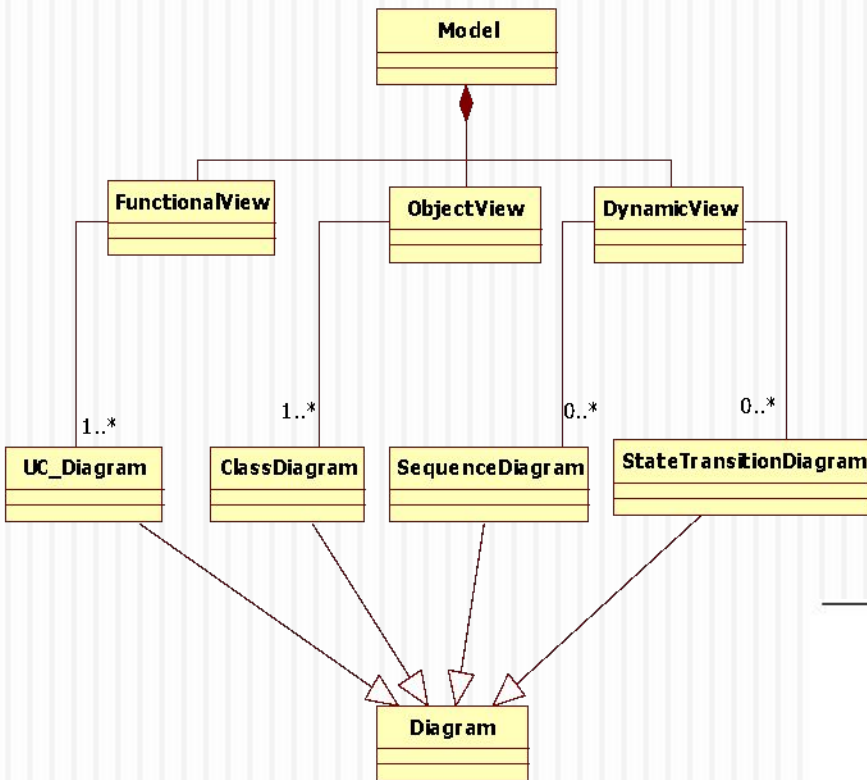 Model
FunctionalView
ObjectView
DynamicView
1..*
1..*
0..*
0..*
UC_Diagram
ClassDiagram
SequenceDiagram
StateTransitionDiagram
Diagram